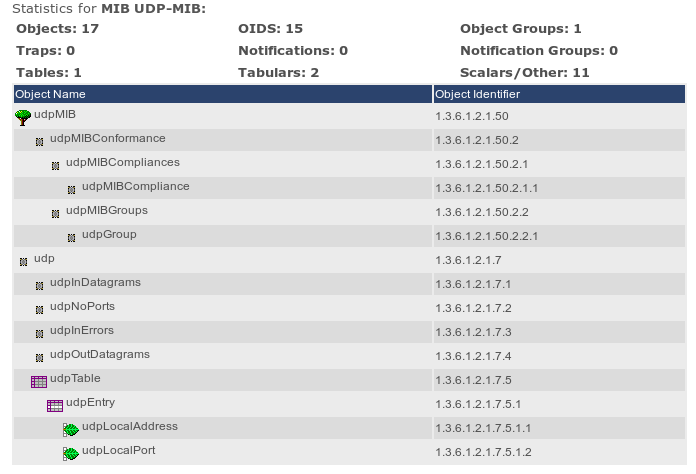 Statistics for MIB UDP-MIB:
Objects: 17 OIDS: 15 Object Groups: 1
Traps: 0 Notifications: 0 Notification Groups: 0
Tables: 1 Tabulars: 2 Scalars/Other: 11
Object Name Object Identifier
udpMIB 1.3.6.1.2.1.50
udpMIBConformance 1.3.6.1.2.1.50.2
udpMIBCompliances 1.3.6.1.2.1.50.2.1
udpMIBCompliance 1.3.6.1.2.1.50.2.1.1
udpMIBGroups 1.3.6.1.2.1.50.2.2
udpGroup 1.3.6.1.2.1.50.2.2.1
udp 1.3.6.1.2.1.7
udpInDatagrams 1.3.6.1.2.1.7.1
udpNoPorts 1.3.6.1.2.1.7.2
udpInErrors 1.3.6.1.2.1.7.3
udpOutDatagrams 1.3.6.1.2.1.7.4
udpTable 1.3.6.1.2.1.7.5
udpEntry 1.3.6.1.2.1.7.5.1
udpLocalAddress 1.3.6.1.2.1.7.5.1.1
udpLocalPort 1.3.6.1.2.1.7.5.1.2